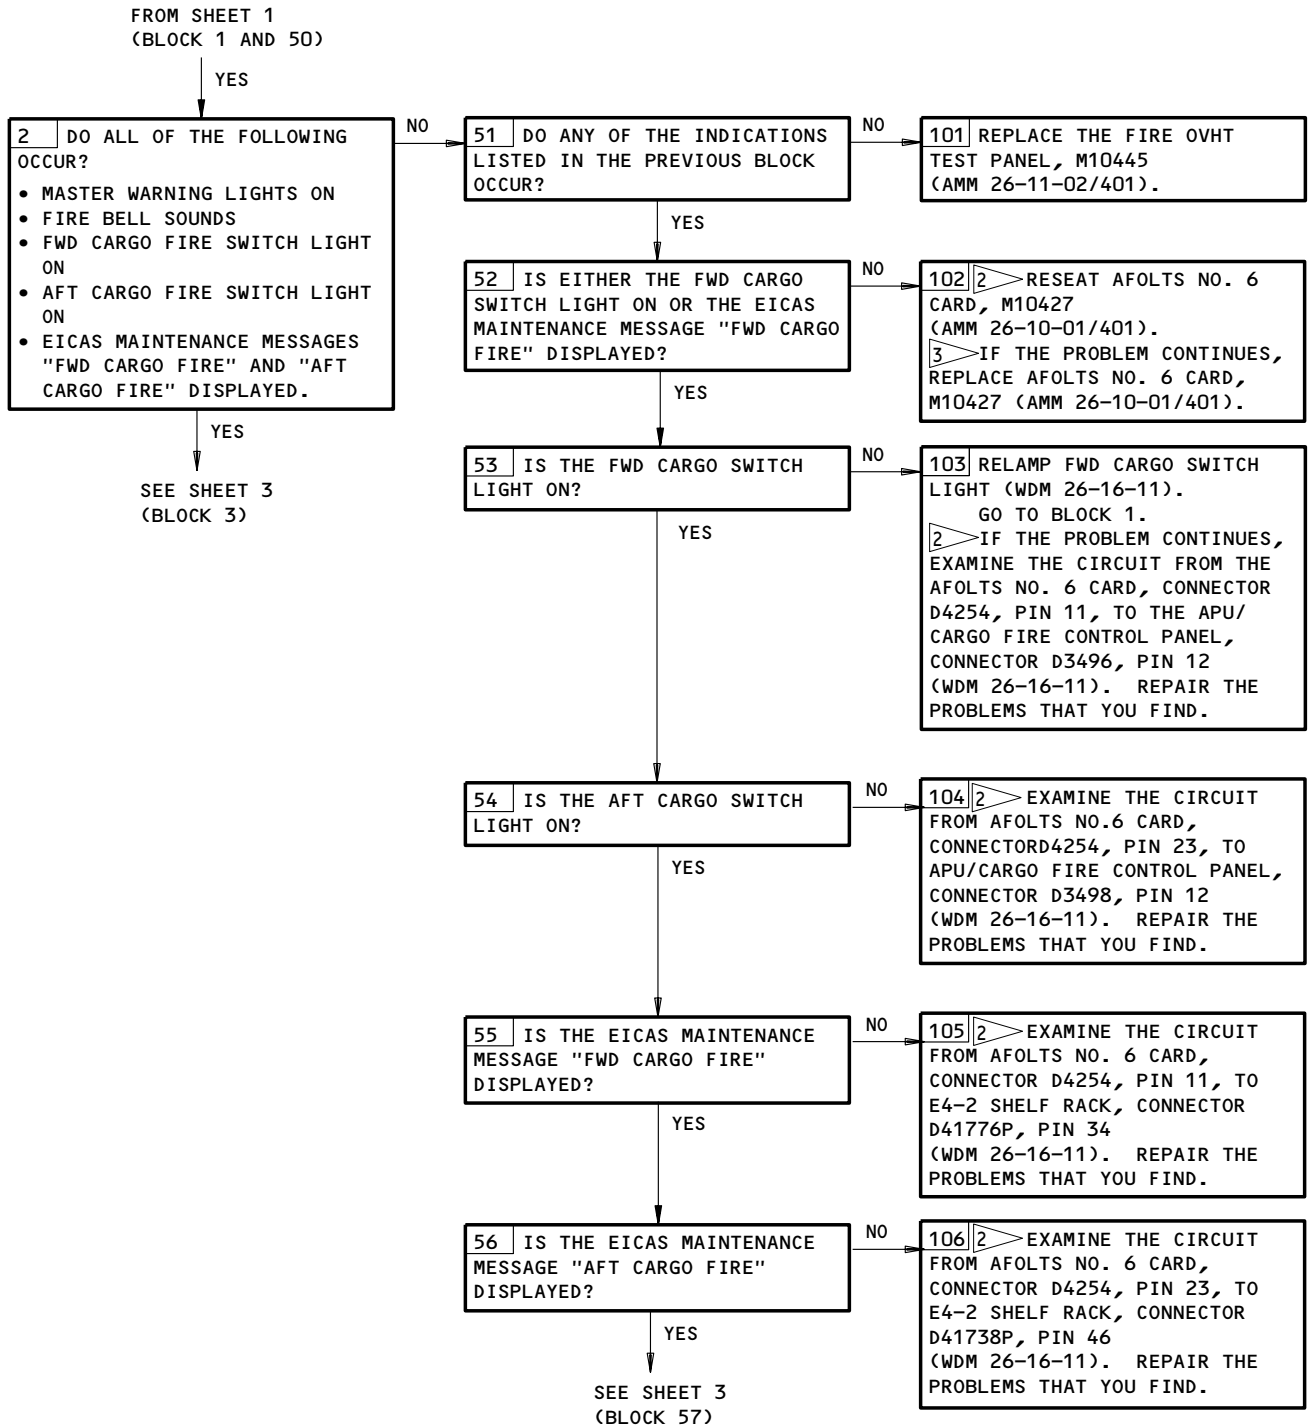 FROM SHEET 1
(BLOCK 1 AND 50)
YES
2 DO ALL OF THE FOLLOWING
OCCUR?
• MASTER WARNING LIGHTS ON
• FIRE BELL SOUNDS
• FWD CARGO FIRE SWITCH LIGHT
ON
• AFT CARGO FIRE SWITCH LIGHT
ON
• EICAS MAINTENANCE MESSAGES
"FWD CARGO FIRE" AND "AFT
CARGO FIRE" DISPLAYED.
YES
SEE SHEET 3
(BLOCK 3)
NO
51 DO ANY OF THE INDICATIONS
LISTED IN THE PREVIOUS BLOCK
OCCUR?
NO
101 REPLACE THE FIRE OVHT
TEST PANEL, M10445
(AMM 26-11-02/401).
YES
52 IS EITHER THE FWD CARGO
SWITCH LIGHT ON OR THE EICAS
MAINTENANCE MESSAGE "FWD CARGO
FIRE" DISPLAYED?
NO
102 2 RESEAT AFOLTS NO. 6
CARD, M10427
(AMM 26-10-01/401).
3 IF THE PROBLEM CONTINUES,
REPLACE AFOLTS NO. 6 CARD,
M10427 (AMM 26-10-01/401).
YES
53 IS THE FWD CARGO SWITCH
LIGHT ON?
NO
103 RELAMP FWD CARGO SWITCH
LIGHT (WDM 26-16-11).
GO TO BLOCK 1.
2 IF THE PROBLEM CONTINUES,
EXAMINE THE CIRCUIT FROM THE
AFOLTS NO. 6 CARD, CONNECTOR
D4254, PIN 11, TO THE APU/
CARGO FIRE CONTROL PANEL,
CONNECTOR D3496, PIN 12
(WDM 26-16-11). REPAIR THE
PROBLEMS THAT YOU FIND.
YES
54 IS THE AFT CARGO SWITCH
LIGHT ON?
NO
104 2 EXAMINE THE CIRCUIT
FROM AFOLTS NO.6 CARD,
CONNECTORD4254, PIN 23, TO
APU/CARGO FIRE CONTROL PANEL,
CONNECTOR D3498, PIN 12
(WDM 26-16-11). REPAIR THE
PROBLEMS THAT YOU FIND.
YES
55 IS THE EICAS MAINTENANCE
MESSAGE "FWD CARGO FIRE"
DISPLAYED?
NO
105 2 EXAMINE THE CIRCUIT
FROM AFOLTS NO. 6 CARD,
CONNECTOR D4254, PIN 11, TO
E4-2 SHELF RACK, CONNECTOR
D41776P, PIN 34
(WDM 26-16-11). REPAIR THE
PROBLEMS THAT YOU FIND.
YES
56 IS THE EICAS MAINTENANCE
MESSAGE "AFT CARGO FIRE"
DISPLAYED?
NO
106 2 EXAMINE THE CIRCUIT
FROM AFOLTS NO. 6 CARD,
CONNECTOR D4254, PIN 23, TO
E4-2 SHELF RACK, CONNECTOR
D41738P, PIN 46
(WDM 26-16-11). REPAIR THE
PROBLEMS THAT YOU FIND.
YES
SEE SHEET 3
(BLOCK 57)